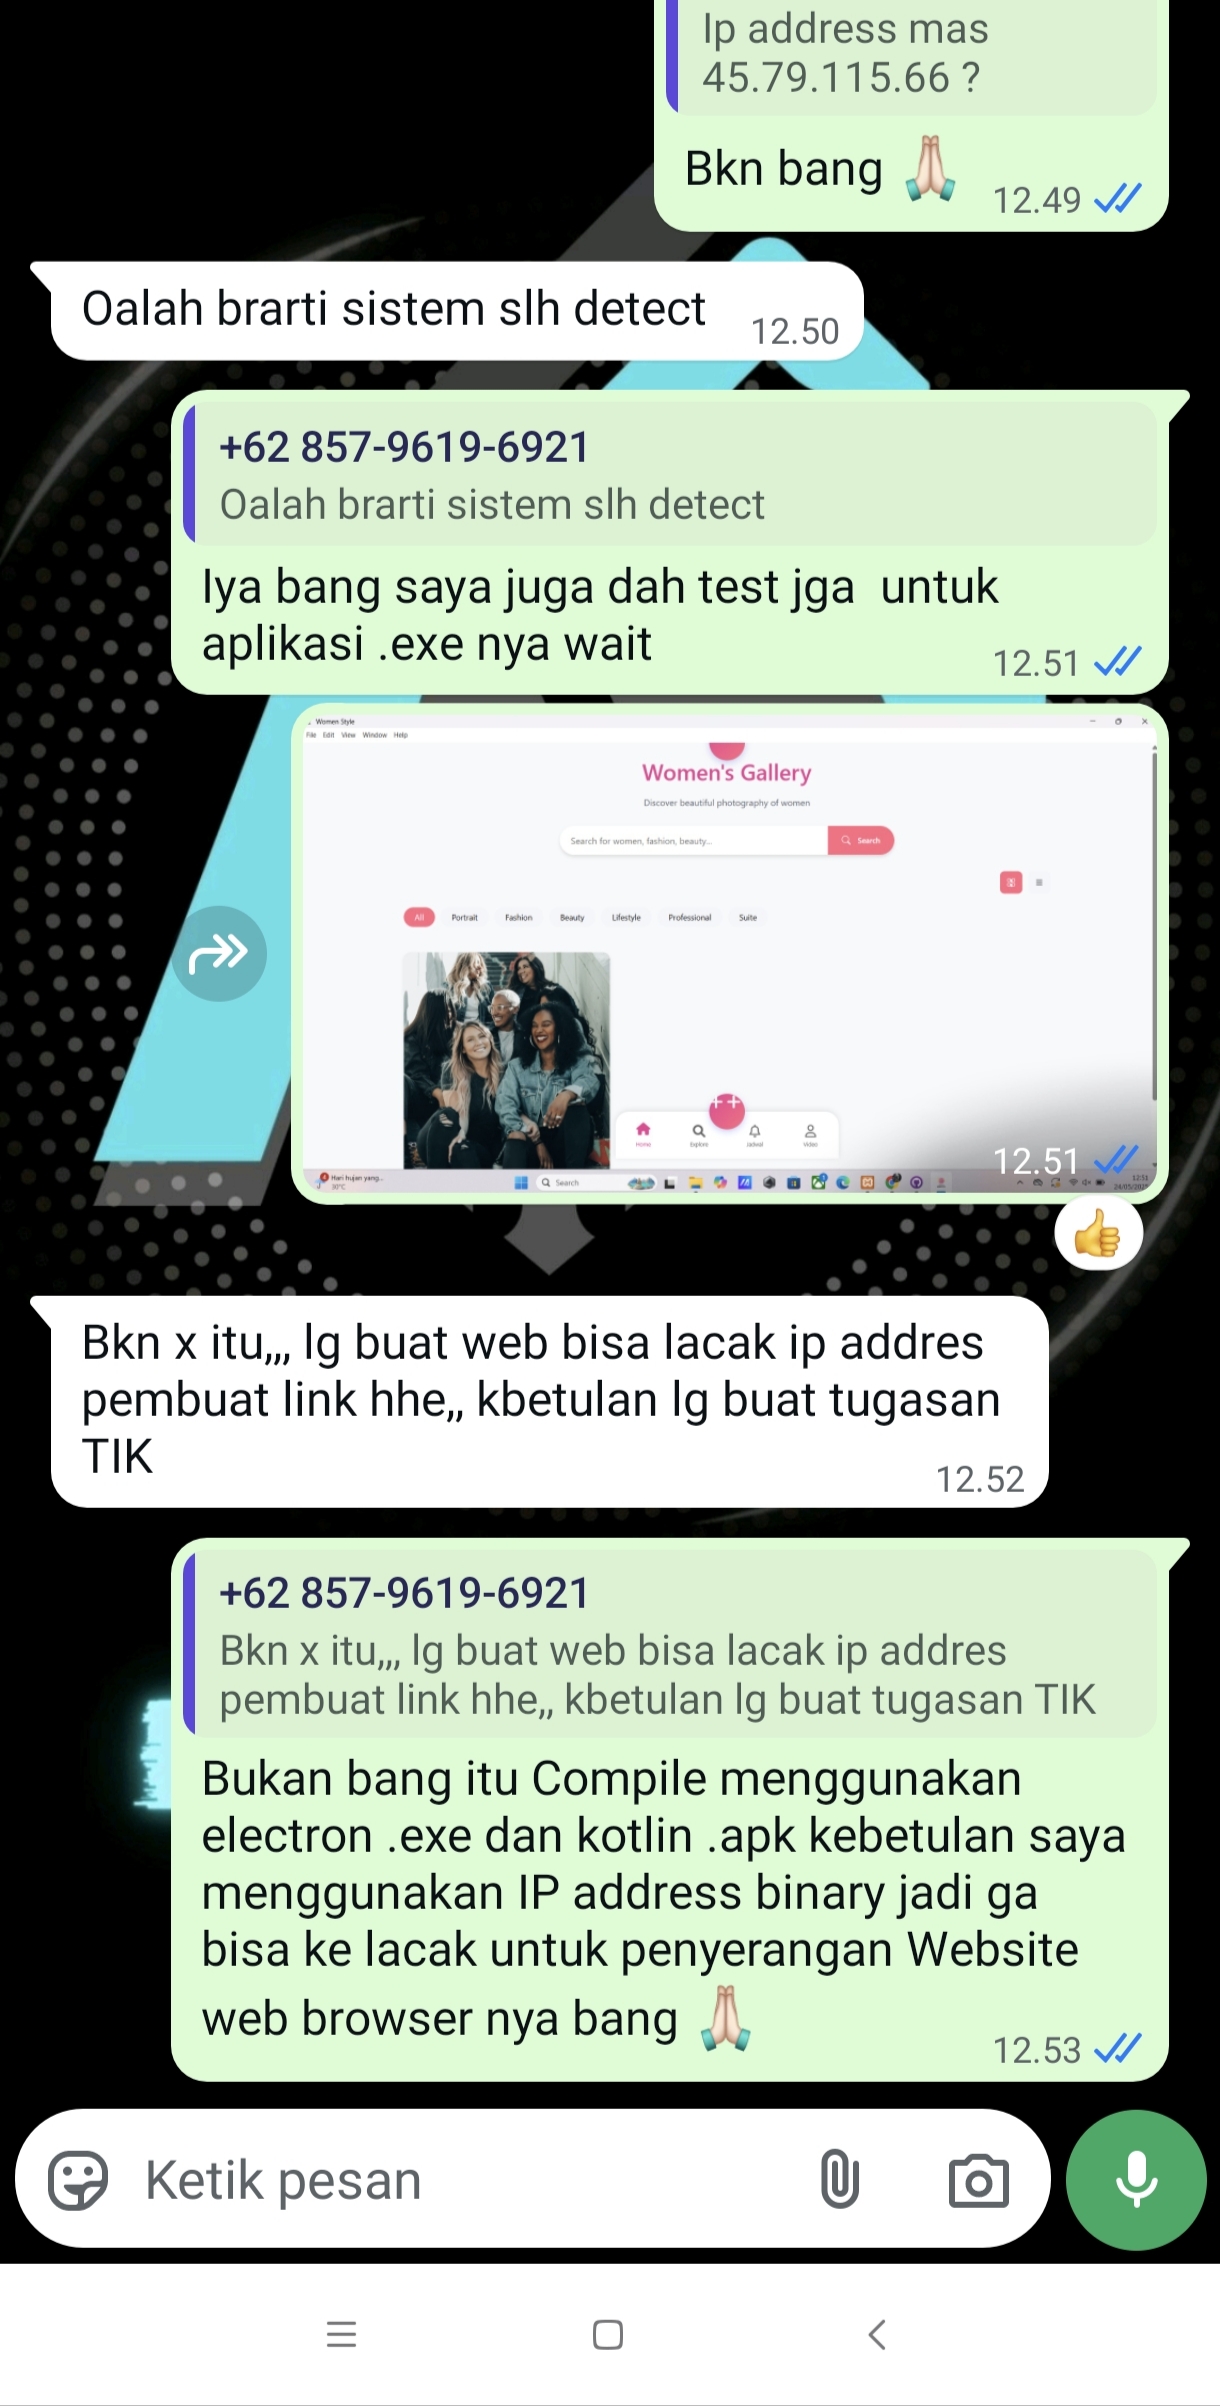 Ip address mas
45.79.115.66 ?
Bkn bang 🙏
12.49
Oalah brarti sistem slh detect
12.50
+62 857-9619-6921
Oalah brarti sistem slh detect
Iya bang saya juga dah test jga  untuk
aplikasi .exe nya wait
12.51
Women Style
File Edit View Window Help
Women's Gallery
Discover beautiful photography of women
Search for women, fashion, beauty...
Search
All Portrait Fashion Beauty Lifestyle Professional Suite
Home Explore Jadwal Video
12.51
Hari hujan yang...
30°C
Search
12.51
👍
Bkn x itu,,, lg buat web bisa lacak ip addres
pembuat link hhe,, kbetulan lg buat tugasan
TIK
12.52
+62 857-9619-6921
Bkn x itu,,, lg buat web bisa lacak ip addres
pembuat link hhe,, kbetulan lg buat tugasan TIK
Bukan bang itu Compile menggunakan
electron .exe dan kotlin .apk kebetulan saya
menggunakan IP address binary jadi ga
bisa ke lacak untuk penyerangan Website
web browser nya bang 🙏
12.53
Ketik pesan